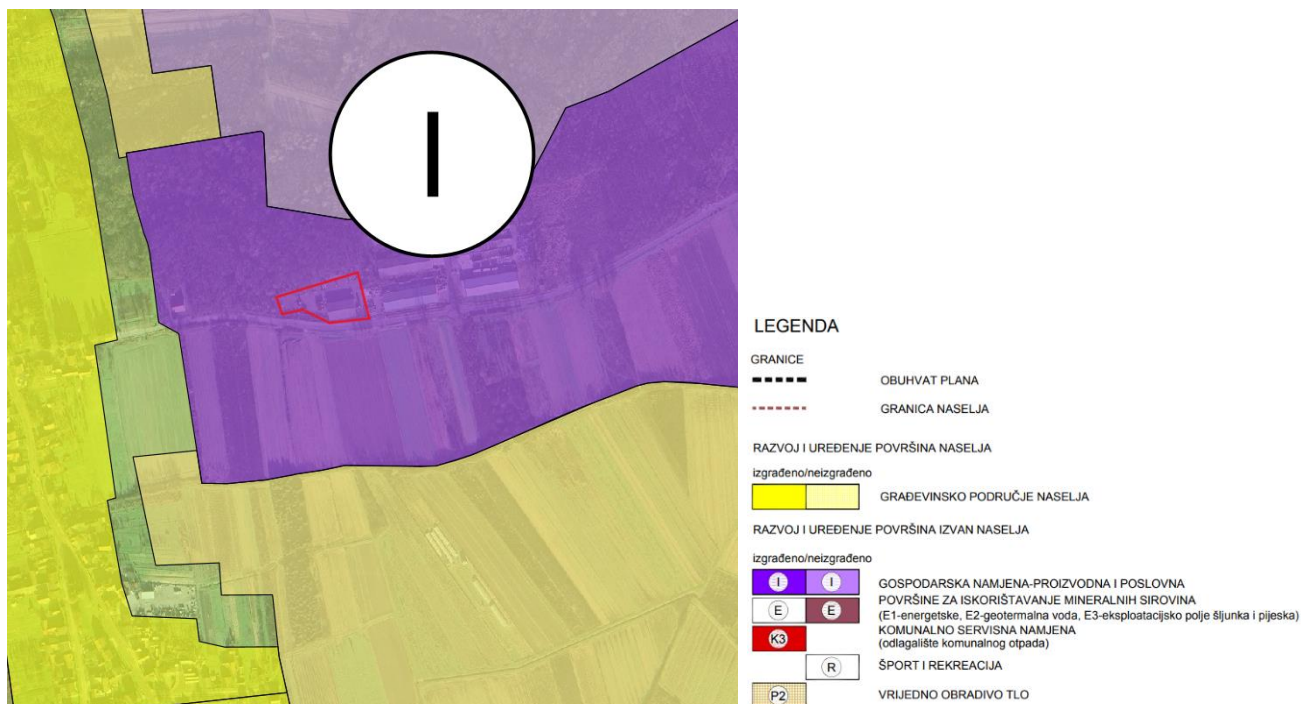 I
LEGENDA
GRANICE
OBUHVAT PLANA
GRANICA NASELJA
RAZVOJ I UREĐENJE POVRŠINA NASELJA
izgrađeno/neizgrađeno
GRAĐEVINSKO PODRUČJE NASELJA
RAZVOJ I UREĐENJE POVRŠINA IZVAN NASELJA
izgrađeno/neizgrađeno
I I GOSPODARSKA NAMJENA-PROIZVODNA I POSLOVNA
E E POVRŠINE ZA ISKORIŠTAVANJE MINERALNIH SIROVINA
(E1-energetske, E2-geotermalna voda, E3-eksploatacijsko polje šljunka i pijeska)
K3 KOMUNALNO SERVISNA NAMJENA
(odlagalište komunalnog otpada)
R ŠPORT I REKREACIJA
P2 VRIJEDNO OBRADIVO TLO